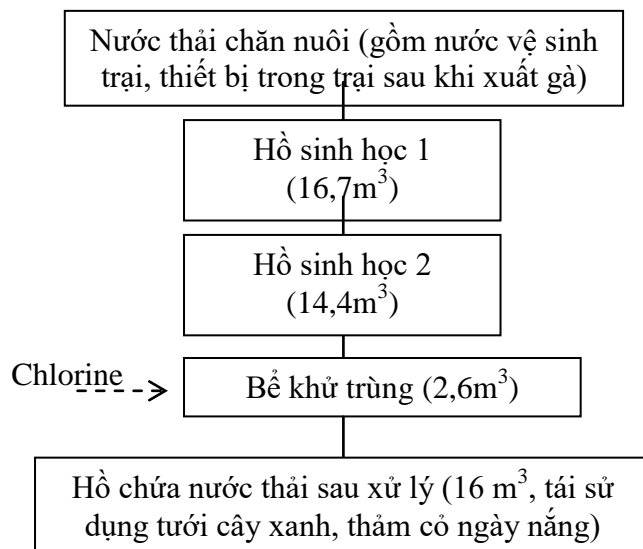 Nước thải chăn nuôi (gồm nước vệ sinh
trại, thiết bị trong trại sau khi xuất gà)
Hồ sinh học 1
(16,7m³)
Hồ sinh học 2
(14,4m³)
Chlorine
Bể khử trùng (2,6m³)
Hồ chứa nước thải sau xử lý (16 m³, tái sử
dụng tưới cây xanh, thảm cỏ ngày nắng)